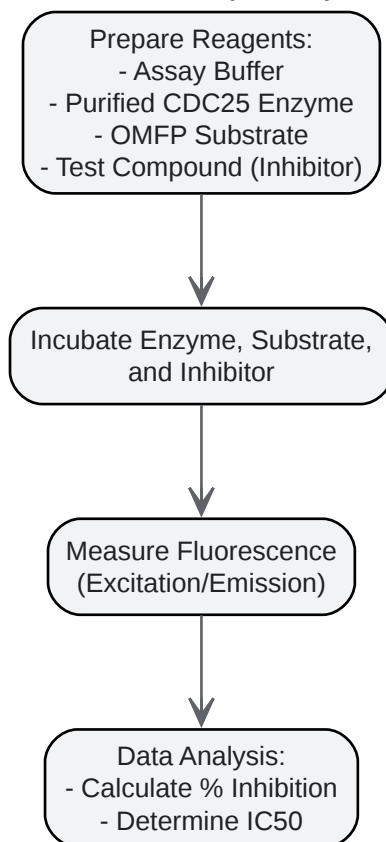 Prepare Reagents:
- Assay Buffer
- Purified CDC25 Enzyme
- OMFP Substrate
- Test Compound (Inhibitor)
Incubate Enzyme, Substrate,
and Inhibitor
Measure Fluorescence
(Excitation/Emission)
Data Analysis:
- Calculate % Inhibition
- Determine IC50